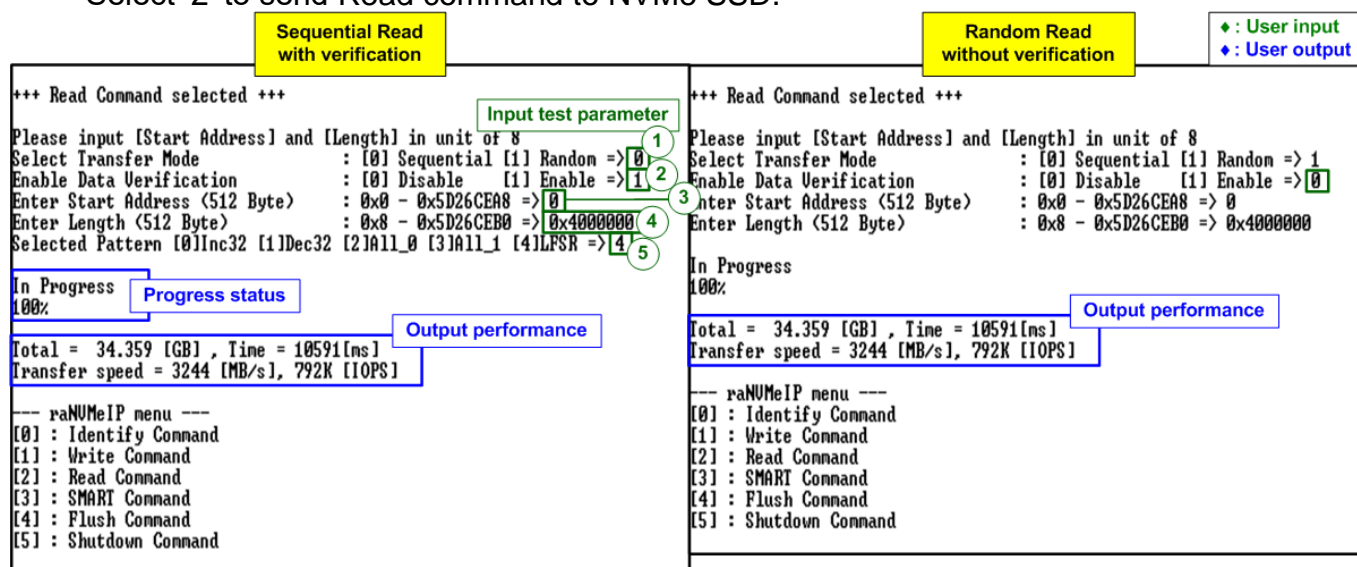 Select '2' to send Read command to NVMe SSD.
Sequential Read
with verification
Random Read
without verification
♦ : User input
♦ : User output
+++ Read Command selected +++
Input test parameter
Please input [Start Address] and [Length] in unit of 8
1
Select Transfer Mode : [0] Sequential [1] Random => 0
2
Enable Data Verification : [0] Disable [1] Enable => 1
3
Enter Start Address (512 Byte) : 0x0 - 0x5D26CEA8 => 0
4
Enter Length (512 Byte) : 0x8 - 0x5D26CEB0 => 0x4000000
Selected Pattern [0]Inc32 [1]Dec32 [2]All_0 [3]All_1 [4]LFSR => 4
5
In Progress
100%
Progress status
Output performance
Total = 34.359 [GB] , Time = 10591[ms]
Transfer speed = 3244 [MB/s], 792K [IOPS]
--- raNVMeIP menu ---
[0] : Identify Command
[1] : Write Command
[2] : Read Command
[3] : SMART Command
[4] : Flush Command
[5] : Shutdown Command
+++ Read Command selected +++
Please input [Start Address] and [Length] in unit of 8
Select Transfer Mode : [0] Sequential [1] Random => 1
Enable Data Verification : [0] Disable [1] Enable => 0
Enter Start Address (512 Byte) : 0x0 - 0x5D26CEA8 => 0
Enter Length (512 Byte) : 0x8 - 0x5D26CEB0 => 0x4000000
In Progress
100%
Output performance
Total = 34.359 [GB] , Time = 10591[ms]
Transfer speed = 3244 [MB/s], 792K [IOPS]
--- raNVMeIP menu ---
[0] : Identify Command
[1] : Write Command
[2] : Read Command
[3] : SMART Command
[4] : Flush Command
[5] : Shutdown Command